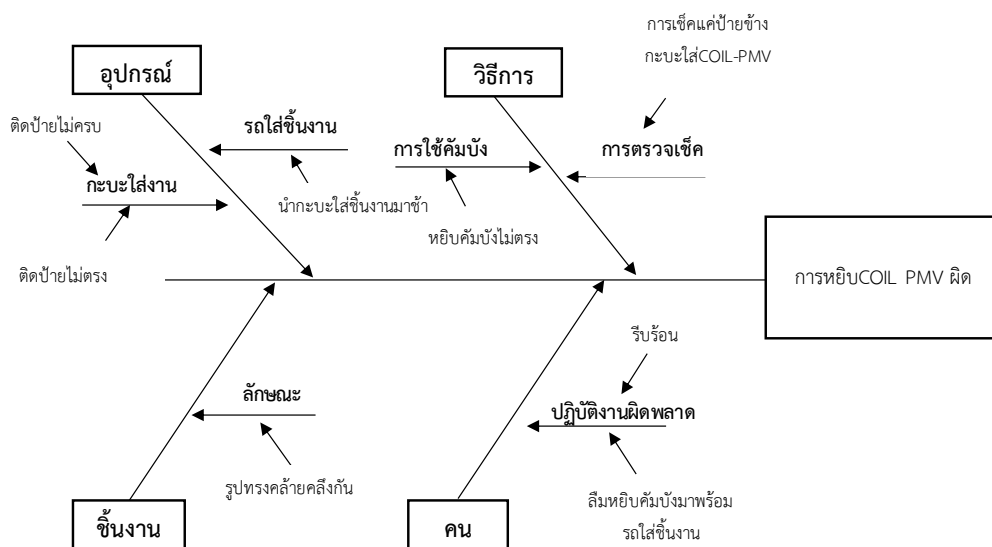 การเช็คแค่ป้ายข้าง
กะบะใส่COIL-PMV
อุปกรณ์
วิธีการ
ติดป้ายไม่ครบ
รถใส่ชิ้นงาน
การใช้คัมบัง
การตรวจเช็ค
กะบะใส่งาน
นำกะบะใส่ชิ้นงานมาช้า
หยิบคัมบังไม่ตรง
ติดป้ายไม่ตรง
การหยิบCOIL PMV ผิด
รีบร้อน
ลักษณะ
ปฏิบัติงานผิดพลาด
รูปทรงคล้ายคลึงกัน
ลืมหยิบคัมบังมาพร้อม
รถใส่ชิ้นงาน
ชิ้นงาน
คน